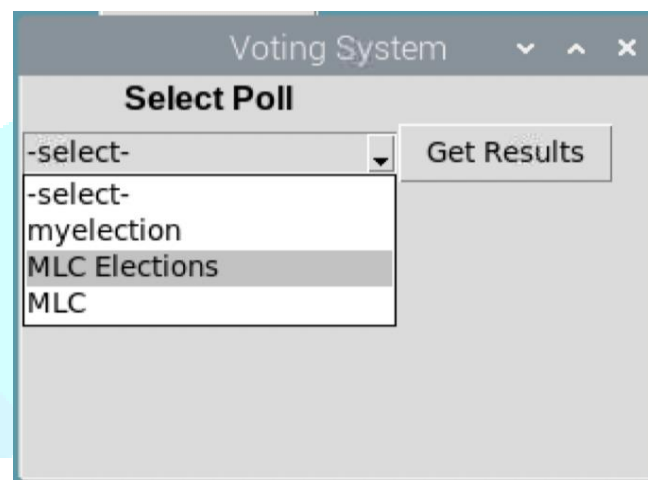 Voting System
Select Poll
-select-
Get Results
-select-
myelection
MLC Elections
MLC